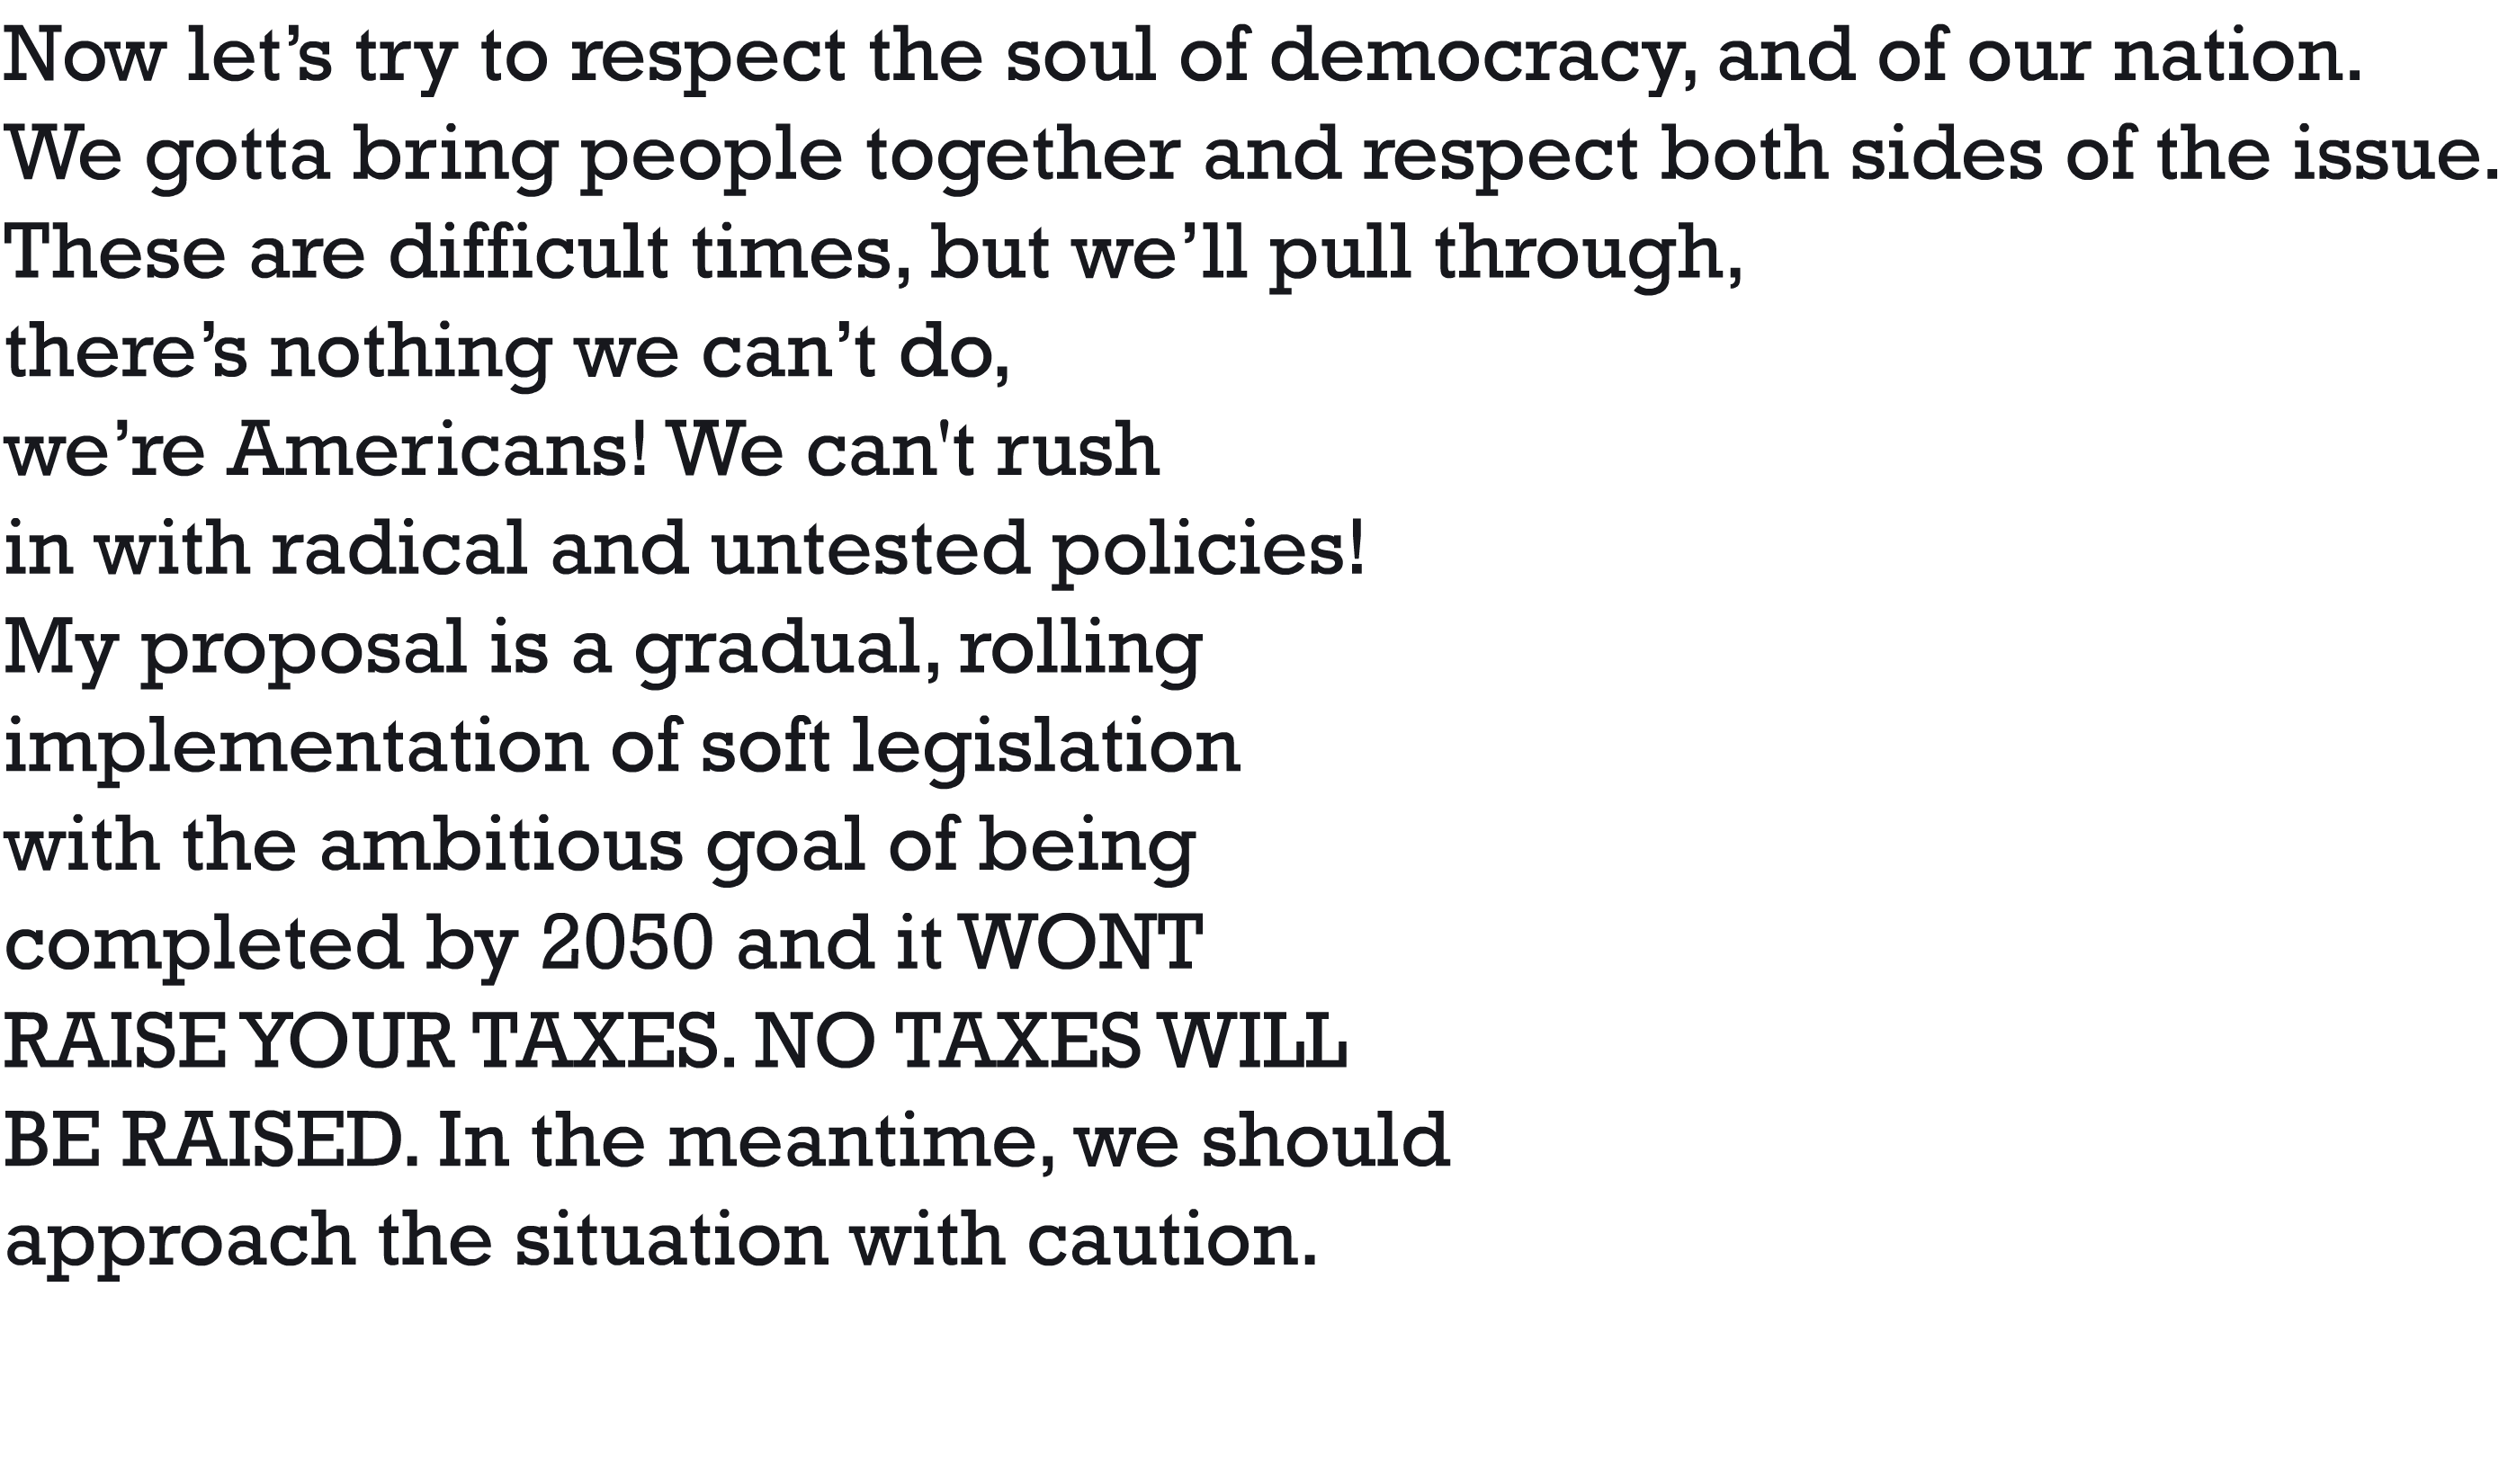 Now let’s try to respect the soul of democracy, and of our nation.
We gotta bring people together and respect both sides of the issue.
These are difficult times, but we’ll pull through,
there’s nothing we can’t do,
we’re Americans! We can't rush
in with radical and untested policies!
My proposal is a gradual, rolling
implementation of soft legislation
with the ambitious goal of being
completed by 2050 and it WONT
RAISE YOUR TAXES. NO TAXES WILL
BE RAISED. In the meantime, we should
approach the situation with caution.